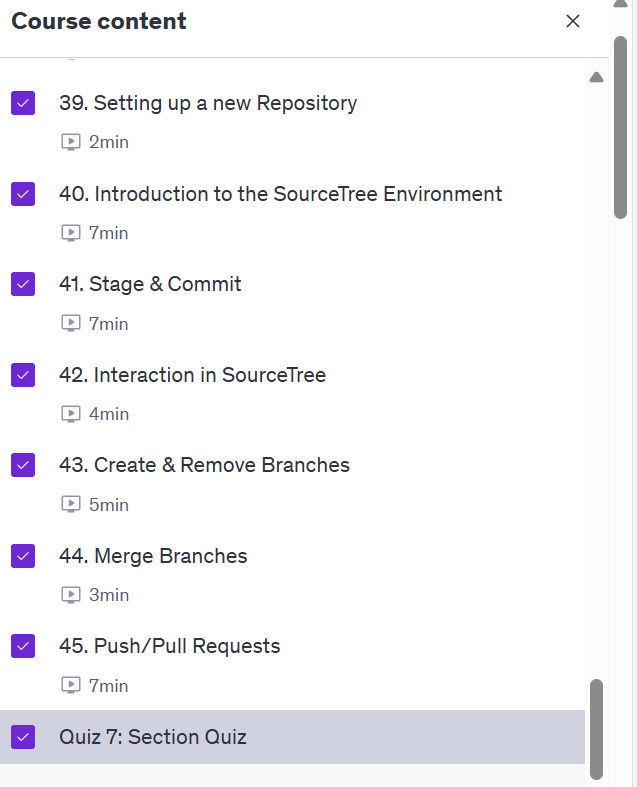 Course content
39. Setting up a new Repository
2min
40. Introduction to the SourceTree Environment
7min
41. Stage & Commit
7min
42. Interaction in SourceTree
4min
43. Create & Remove Branches
5min
44. Merge Branches
3min
45. Push/Pull Requests
7min
Quiz 7: Section Quiz